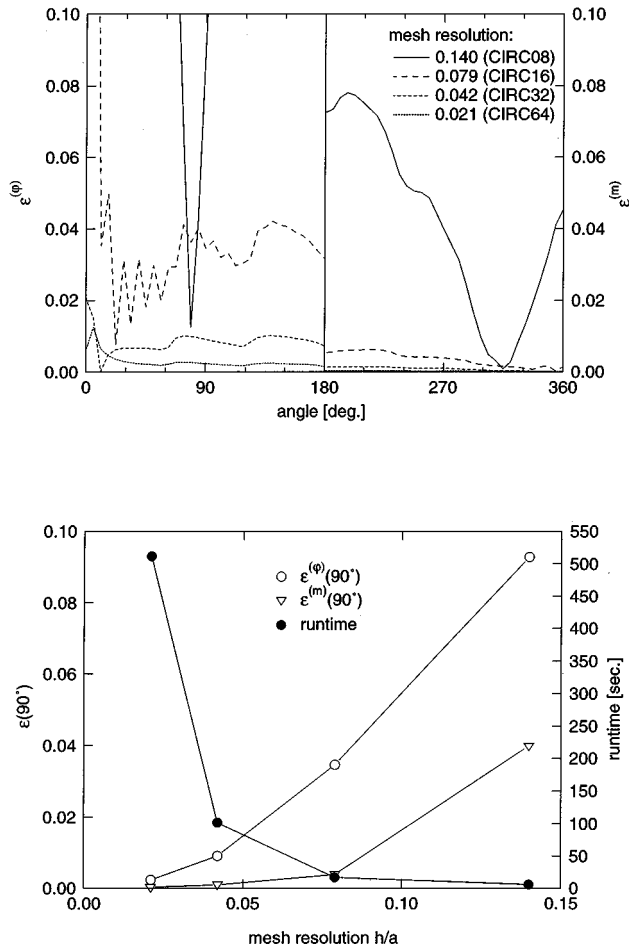 0.10
0.08
0.06
0.04
0.02
0.00
ε(φ)
0
90
180
270
360
angle [deg.]
0.10
0.08
0.06
0.04
0.02
0.00
ε(m)
mesh resolution:
0.140 (CIRC08)
0.079 (CIRC16)
0.042 (CIRC32)
0.021 (CIRC64)
0.10
0.08
0.06
0.04
0.02
0.00
ε(90°)
ε(φ)(90°)
ε(m)(90°)
runtime
550
500
450
400
350
300
250
200
150
100
50
0
runtime [sec.]
0.00
0.05
0.10
0.15
mesh resolution h/a